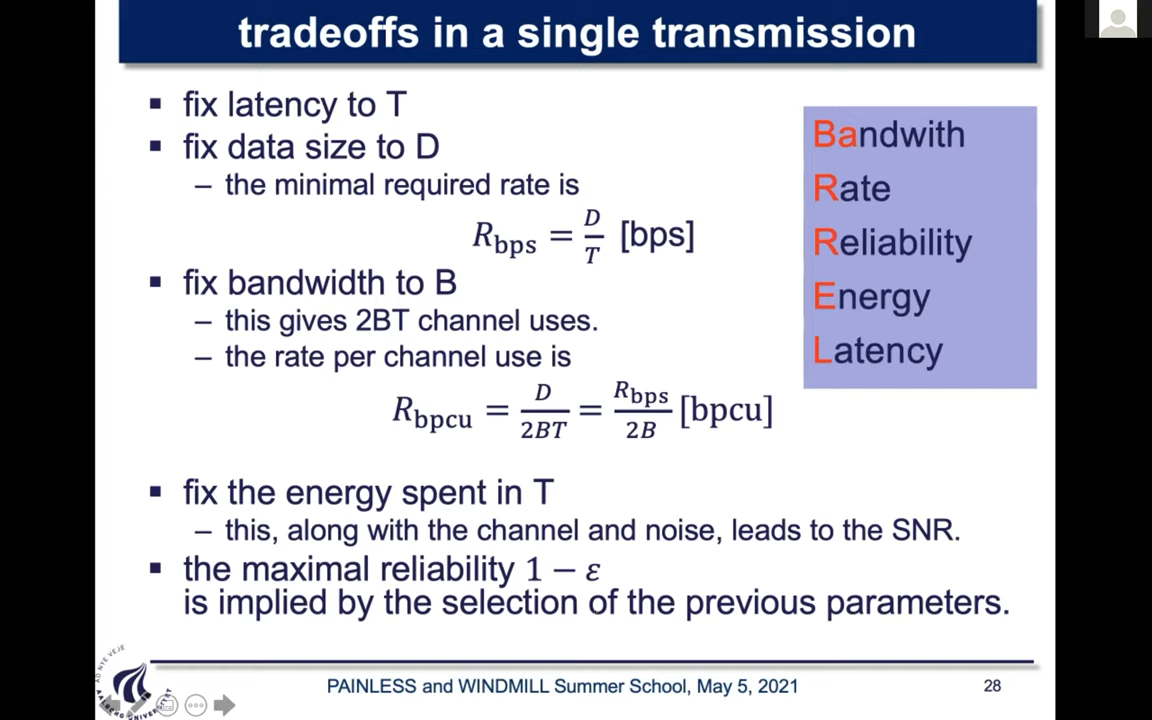 tradeoffs in a single transmission
▪ fix latency to T
▪ fix data size to D
– the minimal required rate is
R_bps = D/T [bps]
▪ fix bandwidth to B
– this gives 2BT channel uses.
– the rate per channel use is
R_bpcu = D/2BT = R_bps/2B [bpcu]
▪ fix the energy spent in T
– this, along with the channel and noise, leads to the SNR.
▪ the maximal reliability 1 − ε
is implied by the selection of the previous parameters.
Bandwith
Rate
Reliability
Energy
Latency
PAINLESS and WINDMILL Summer School, May 5, 2021
28